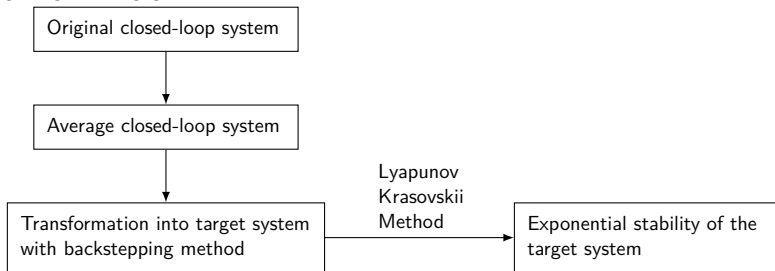 Original closed-loop system
Average closed-loop system
Lyapunov
Krasovskii
Method
Transformation into target system
with backstepping method
Exponential stability of the
target system